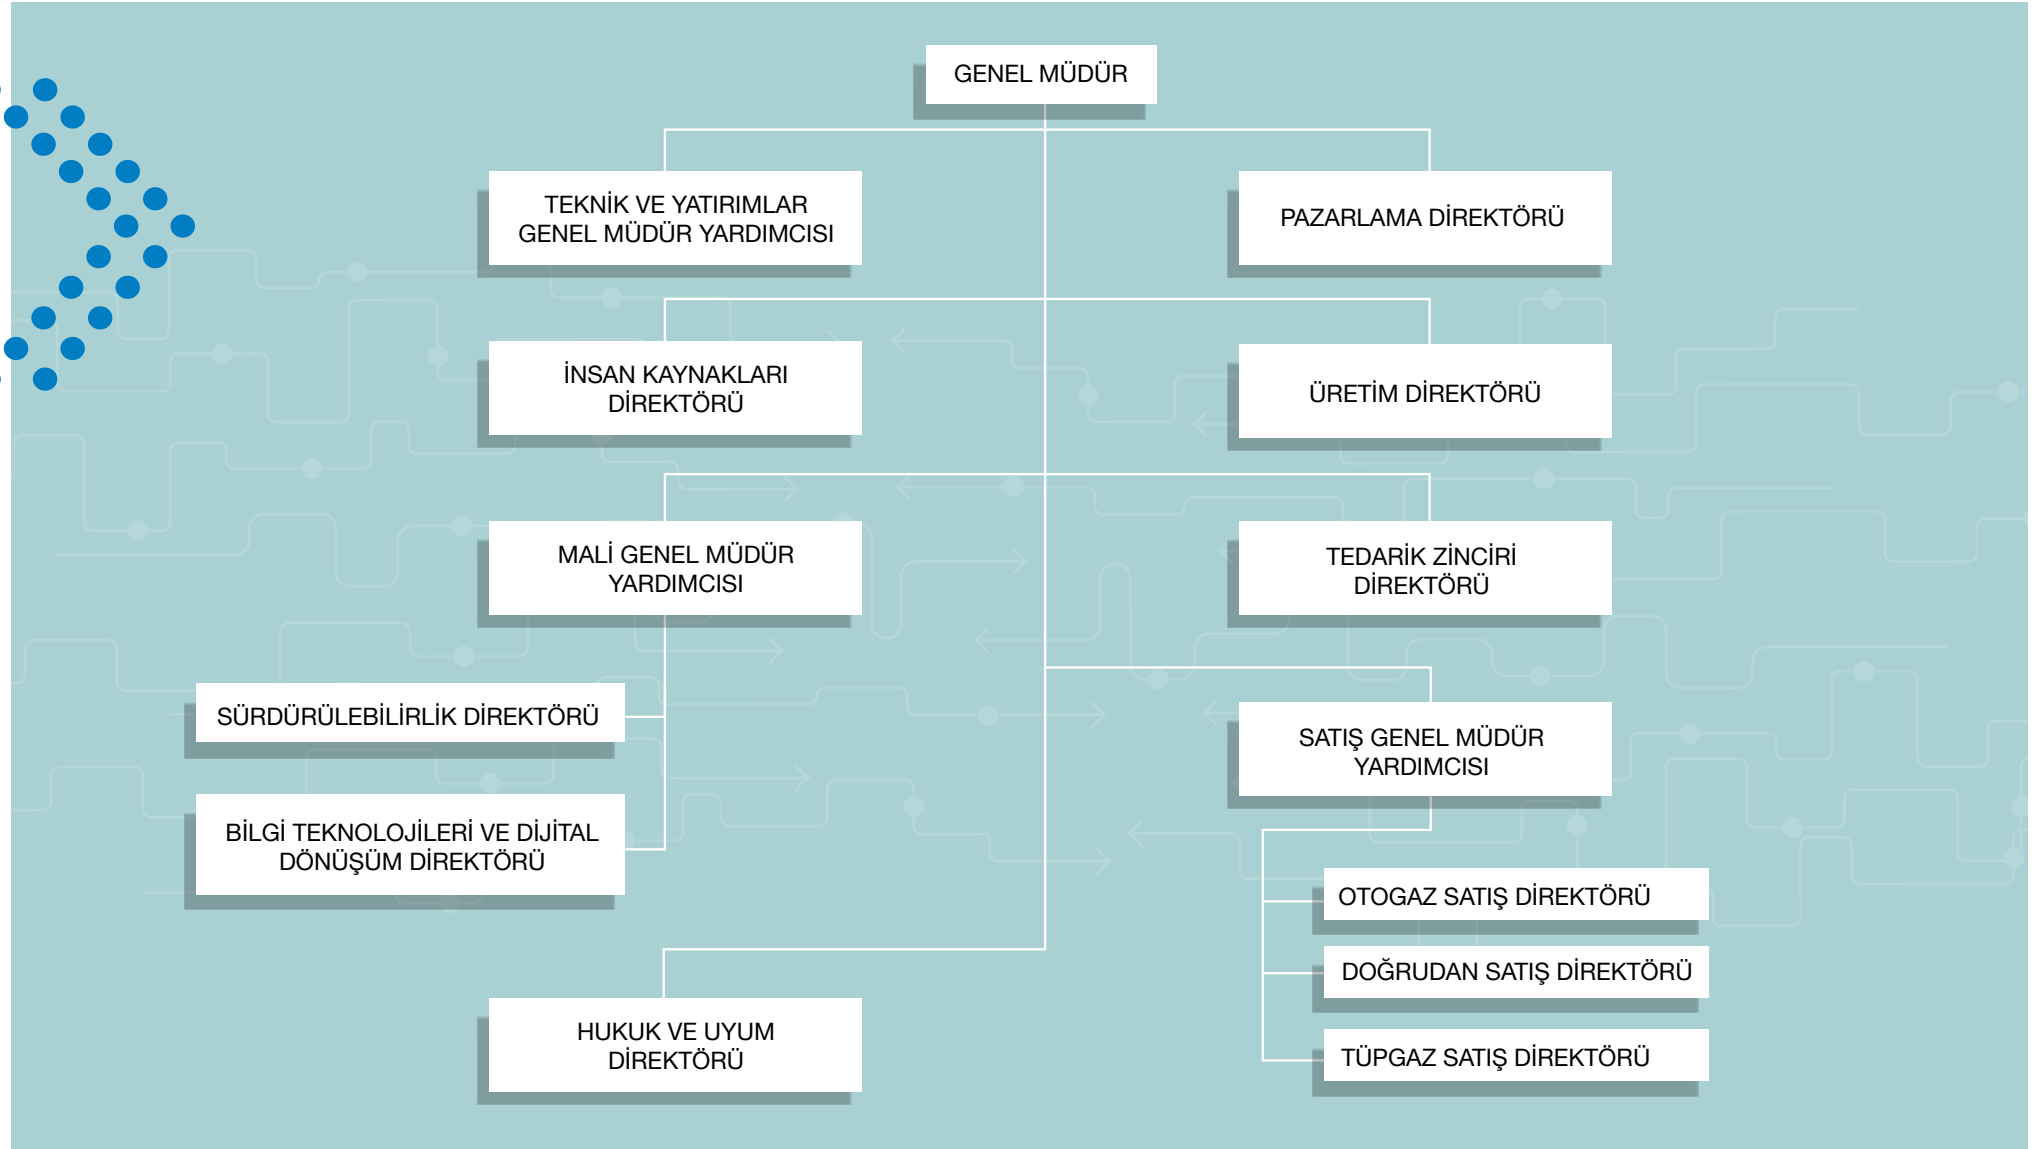 GENEL MÜDÜR
TEKNİK VE YATIRIMLAR
GENEL MÜDÜR YARDIMCISI
PAZARLAMA DİREKTÖRÜ
İNSAN KAYNAKLARI
DİREKTÖRÜ
ÜRETİM DİREKTÖRÜ
MALİ GENEL MÜDÜR
YARDIMCISI
TEDARİK ZİNCİRİ
DİREKTÖRÜ
SÜRDÜRÜLEBİLİRLİK DİREKTÖRÜ
SATIŞ GENEL MÜDÜR
YARDIMCISI
BİLGİ TEKNOLOJİLERİ VE DİJİTAL
DÖNÜŞÜM DİREKTÖRÜ
OTOGAZ SATIŞ DİREKTÖRÜ
DOĞRUDAN SATIŞ DİREKTÖRÜ
TÜPGAZ SATIŞ DİREKTÖRÜ
HUKUK VE UYUM
DİREKTÖRÜ